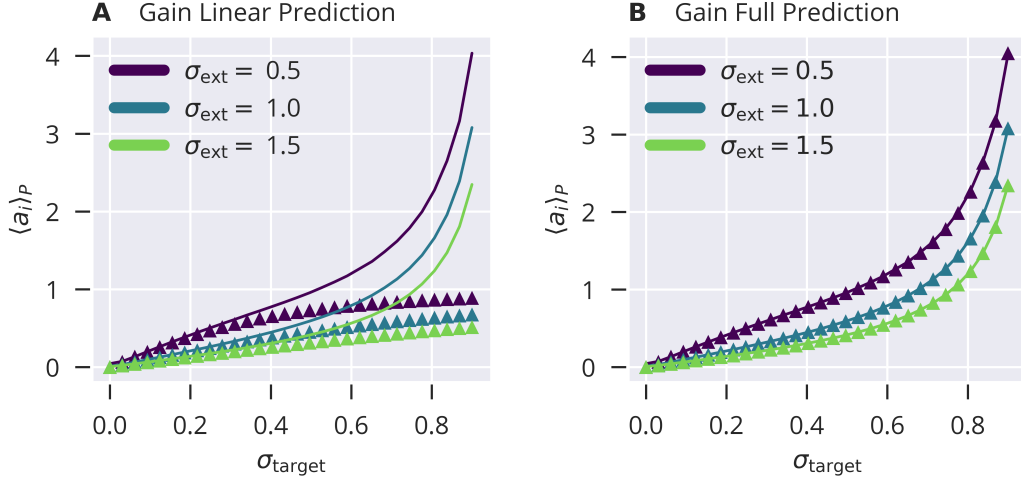 A Gain Linear Prediction
4
3
2
1
0
⟨aᵢ⟩P
σext = 0.5
σext = 1.0
σext = 1.5
0.0 0.2 0.4 0.6 0.8
σtarget
B Gain Full Prediction
4
3
2
1
0
⟨aᵢ⟩P
σext = 0.5
σext = 1.0
σext = 1.5
0.0 0.2 0.4 0.6 0.8
σtarget